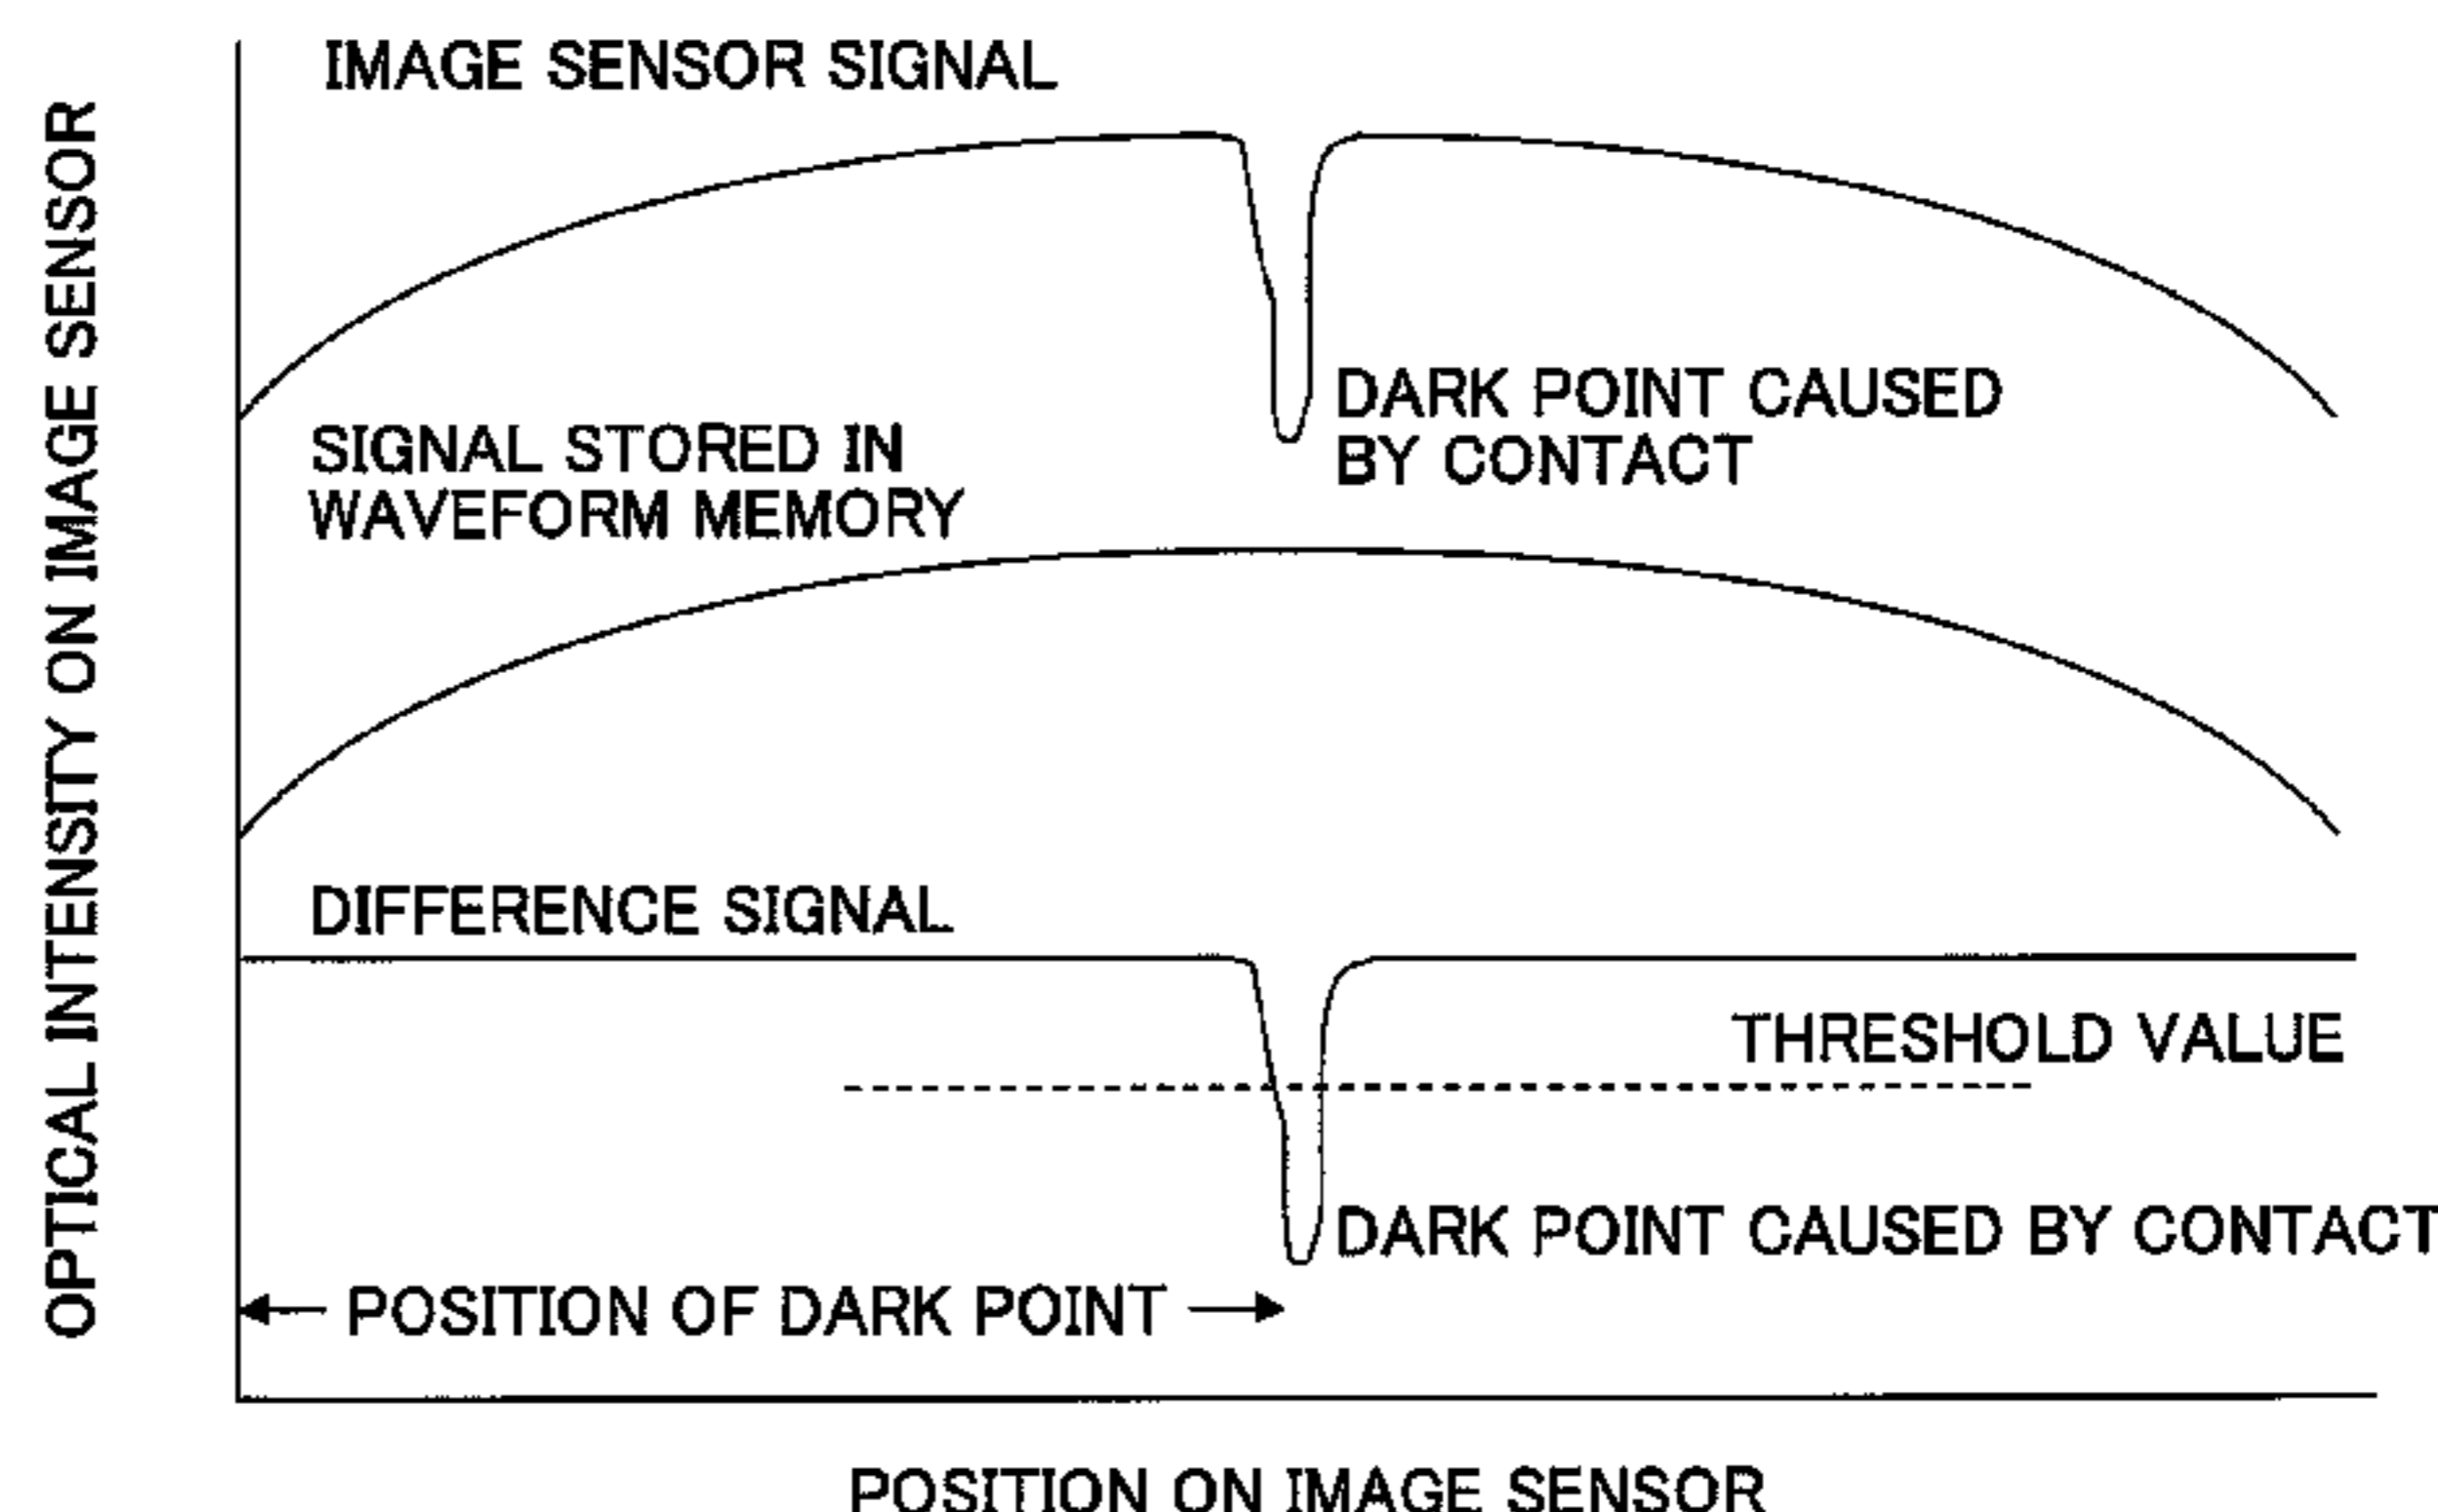 IMAGE SENSOR SIGNAL
OPTICAL INTENSITY ON IMAGE SENSOR
DARK POINT CAUSED
BY CONTACT
SIGNAL STORED IN
WAVEFORM MEMORY
DIFFERENCE SIGNAL
THRESHOLD VALUE
DARK POINT CAUSED BY CONTACT
POSITION OF DARK POINT
POSITION ON IMAGE SENSOR